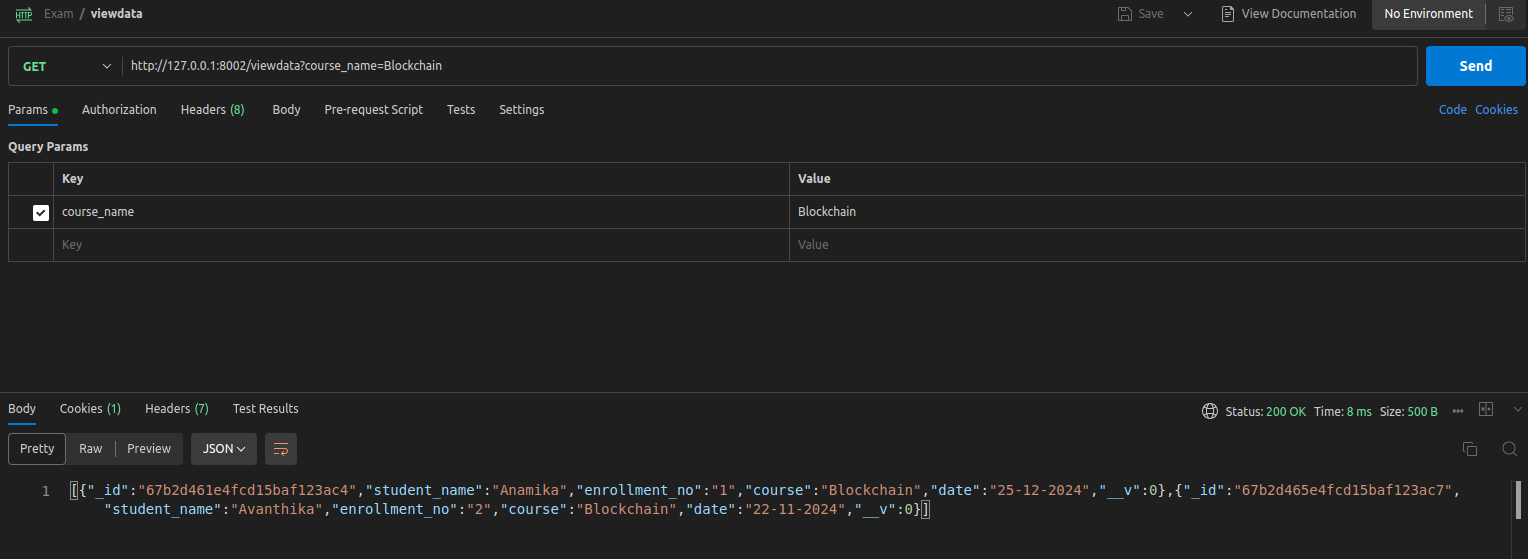 HTTP Exam / viewdata Save View Documentation No Environment
GET http://127.0.0.1:8002/viewdata?course_name=Blockchain Send
Params Authorization Headers (8) Body Pre-request Script Tests Settings Code Cookies
Query Params
Key Value
course_name Blockchain
Key Value
Body Cookies (1) Headers (7) Test Results Status: 200 OK Time: 8 ms Size: 500 B
Pretty Raw Preview JSON
1 [{"_id":"67b2d461e4fcd15baf123ac4","student_name":"Anamika","enrollment_no":"1","course":"Blockchain","date":"25-12-2024","__v":0},{"_id":"67b2d465e4fcd15baf123ac7",
"student_name":"Avanthika","enrollment_no":"2","course":"Blockchain","date":"22-11-2024","__v":0}]